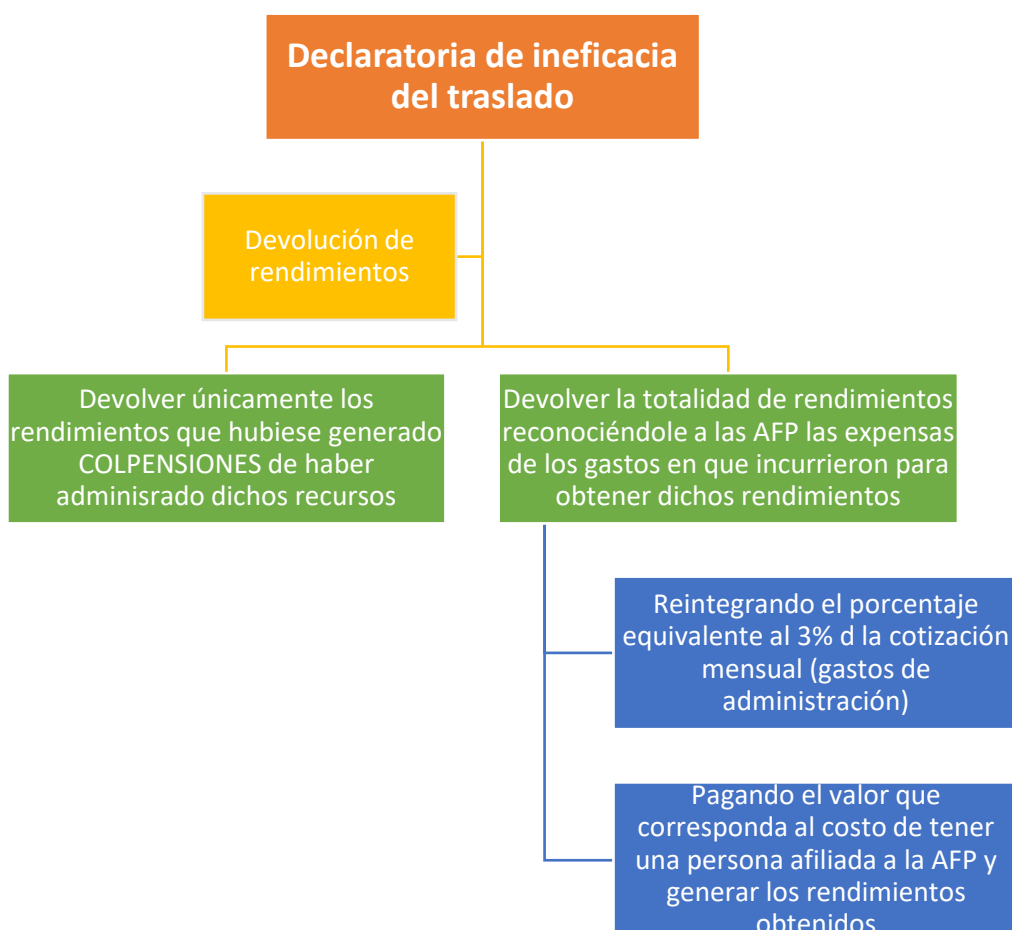 Declaratoria de ineficacia
del traslado
Devolución de
rendimientos
Devolver únicamente los
rendimientos que hubiese generado
COLPENSIONES de haber
adminisrado dichos recursos
Devolver la totalidad de rendimientos
reconociéndole a las AFP las expensas
de los gastos en que incurrieron para
obtener dichos rendimientos
Reintegrando el porcentaje
equivalente al 3% d la cotización
mensual (gastos de
administración)
Pagando el valor que
corresponda al costo de tener
una persona afiliada a la AFP y
generar los rendimientos
obtenidos